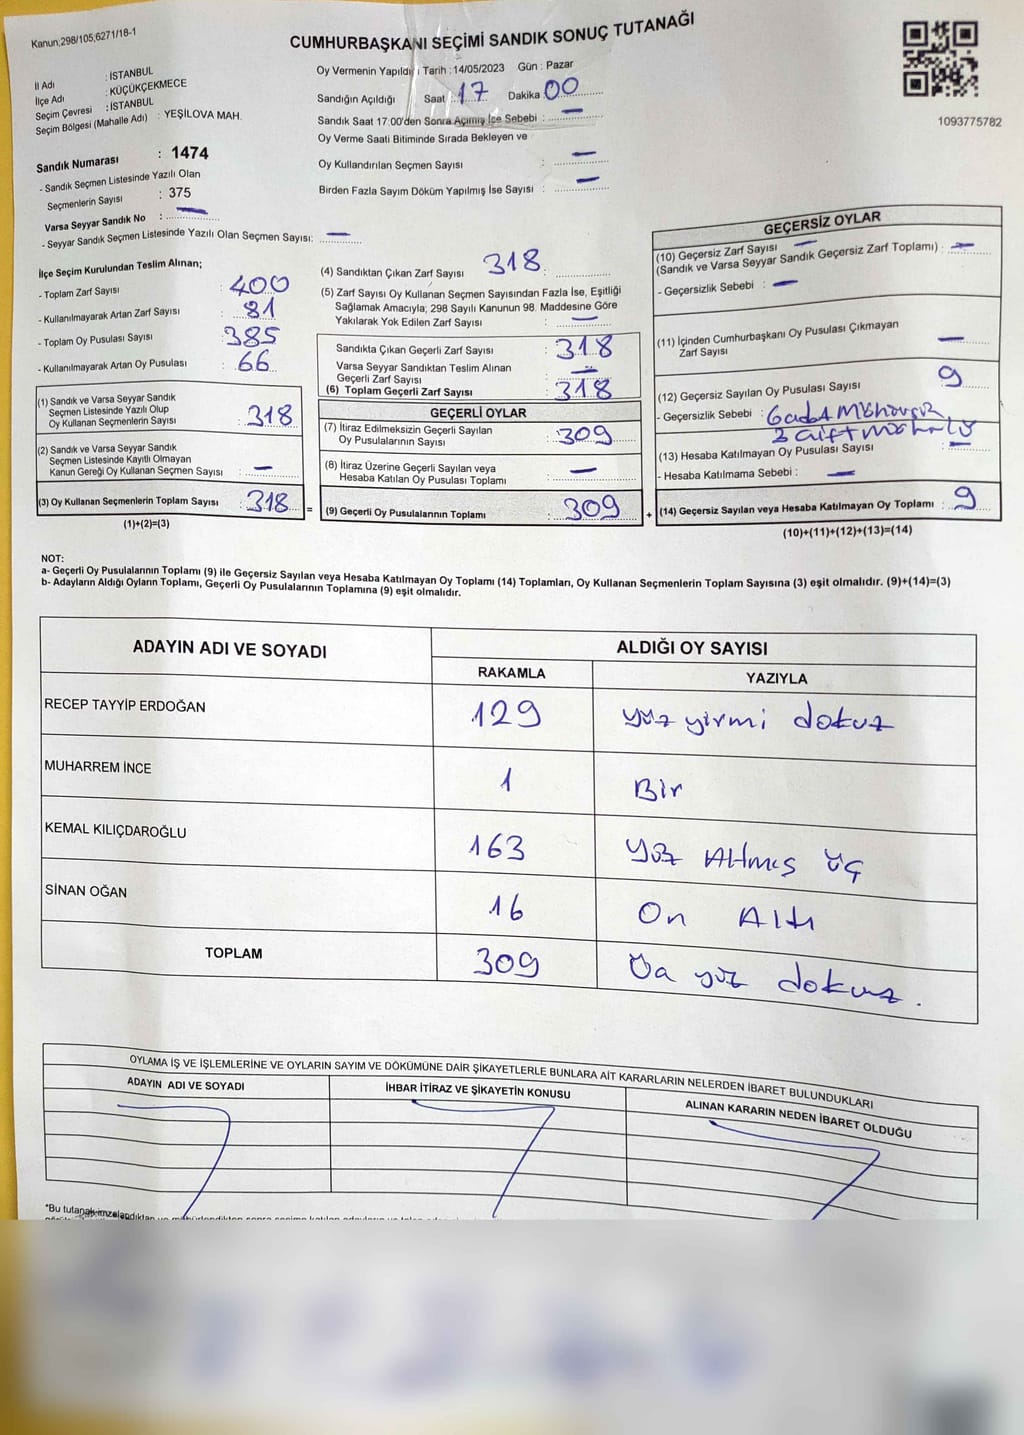 Kanun;298/105;6271/18-1
CUMHURBAŞKANI SEÇİMİ SANDIK SONUÇ TUTANAĞI
1093775782
İl Adı : İSTANBUL
İlçe Adı : KÜÇÜKÇEKMECE
Seçim Çevresi : İSTANBUL
Seçim Bölgesi (Mahalle Adı) : YEŞİLOVA MAH.
Oy Vermenin Yapıldı Tarih : 14/05/2023 Gün : Pazar
Sandığın Açıldığı Saat : 17 Dakika : 00
Sandık Saat 17:00'den Sonra Açımış İçe Sebebi : —
Oy Verme Saati Bitiminde Sırada Bekleyen ve
Oy Kullandırılan Seçmen Sayısı : —
Birden Fazla Sayım Döküm Yapılmış İse Sayısı : —
Sandık Numarası : 1474
- Sandık Seçmen Listesinde Yazılı Olan
Seçmenlerin Sayısı : 375
Varsa Seyyar Sandık No : —
- Seyyar Sandık Seçmen Listesinde Yazılı Olan Seçmen Sayısı: —
İlçe Seçim Kurulundan Teslim Alınan;
- Toplam Zarf Sayısı : 400
- Kullanılmayarak Artan Zarf Sayısı : 81
- Toplam Oy Pusulası Sayısı : 385
- Kullanılmayarak Artan Oy Pusulası : 66
(1) Sandık ve Varsa Seyyar Sandık
Seçmen Listesinde Yazılı Olup
Oy Kullanan Seçmenlerin Sayısı : 318
(2) Sandık ve Varsa Seyyar Sandık
Seçmen Listesinde Kayıtlı Olmayan
Kanun Gereği Oy Kullanan Seçmen Sayısı : —
(3) Oy Kullanan Seçmenlerin Toplam Sayısı : 318 =
(1)+(2)=(3)
(4) Sandıktan Çıkan Zarf Sayısı 318
(5) Zarf Sayısı Oy Kullanan Seçmen Sayısından Fazla İse, Eşitliği
Sağlamak Amacıyla; 298 Sayılı Kanunun 98. Maddesine Göre
Yakılarak Yok Edilen Zarf Sayısı : —
Sandıkta Çıkan Geçerli Zarf Sayısı : 318
Varsa Seyyar Sandıktan Teslim Alınan
Geçerli Zarf Sayısı : —
(6) Toplam Geçerli Zarf Sayısı : 318
GEÇERLİ OYLAR
(7) İtiraz Edilmeksizin Geçerli Sayılan
Oy Pusulalarının Sayısı : 309
(8) İtiraz Üzerine Geçerli Sayılan veya
Hesaba Katılan Oy Pusulası Toplamı : —
(9) Geçerli Oy Pusulalarının Toplamı : 309 +
GEÇERSİZ OYLAR
(10) Geçersiz Zarf Sayısı —
(Sandık ve Varsa Seyyar Sandık Geçersiz Zarf Toplamı) : —
- Geçersizlik Sebebi : —
(11) İçinden Cumhurbaşkanı Oy Pusulası Çıkmayan
Zarf Sayısı —
(12) Geçersiz Sayılan Oy Pusulası Sayısı 9
- Geçersizlik Sebebi :
(13) Hesaba Katılmayan Oy Pusulası Sayısı : —
- Hesaba Katılmama Sebebi : —
(14) Geçersiz Sayılan veya Hesaba Katılmayan Oy Toplamı : 9
(10)+(11)+(12)+(13)=(14)
NOT:
a- Geçerli Oy Pusulalarının Toplamı (9) ile Geçersiz Sayılan veya Hesaba Katılmayan Oy Toplamı (14) Toplamları, Oy Kullanan Seçmenlerin Toplam Sayısına (3) eşit olmalıdır. (9)+(14)=(3)
b- Adayların Aldığı Oyların Toplamı, Geçerli Oy Pusulalarının Toplamına (9) eşit olmalıdır.
ADAYIN ADI VE SOYADI ALDIĞI OY SAYISI
RAKAMLA YAZIYLA
RECEP TAYYİP ERDOĞAN 129 yüz yirmi dokuz
MUHARREM İNCE 1 Bir
KEMAL KILIÇDAROĞLU 163 yüz Altmış üç
SİNAN OĞAN 16 On Altı
TOPLAM 309 yüz dokuz.
OYLAMA İŞ VE İŞLEMLERİNE VE OYLARIN SAYIM VE DÖKÜMÜNE DAİR ŞİKAYETLERLE BUNLARA AİT KARARLARIN NELERDEN İBARET BULUNDUKLARI
ADAYIN ADI VE SOYADI İHBAR İTİRAZ VE ŞİKAYETİN KONUSU ALINAN KARARIN NEDEN İBARET OLDUĞU
*Bu tutanak imzalandıktan